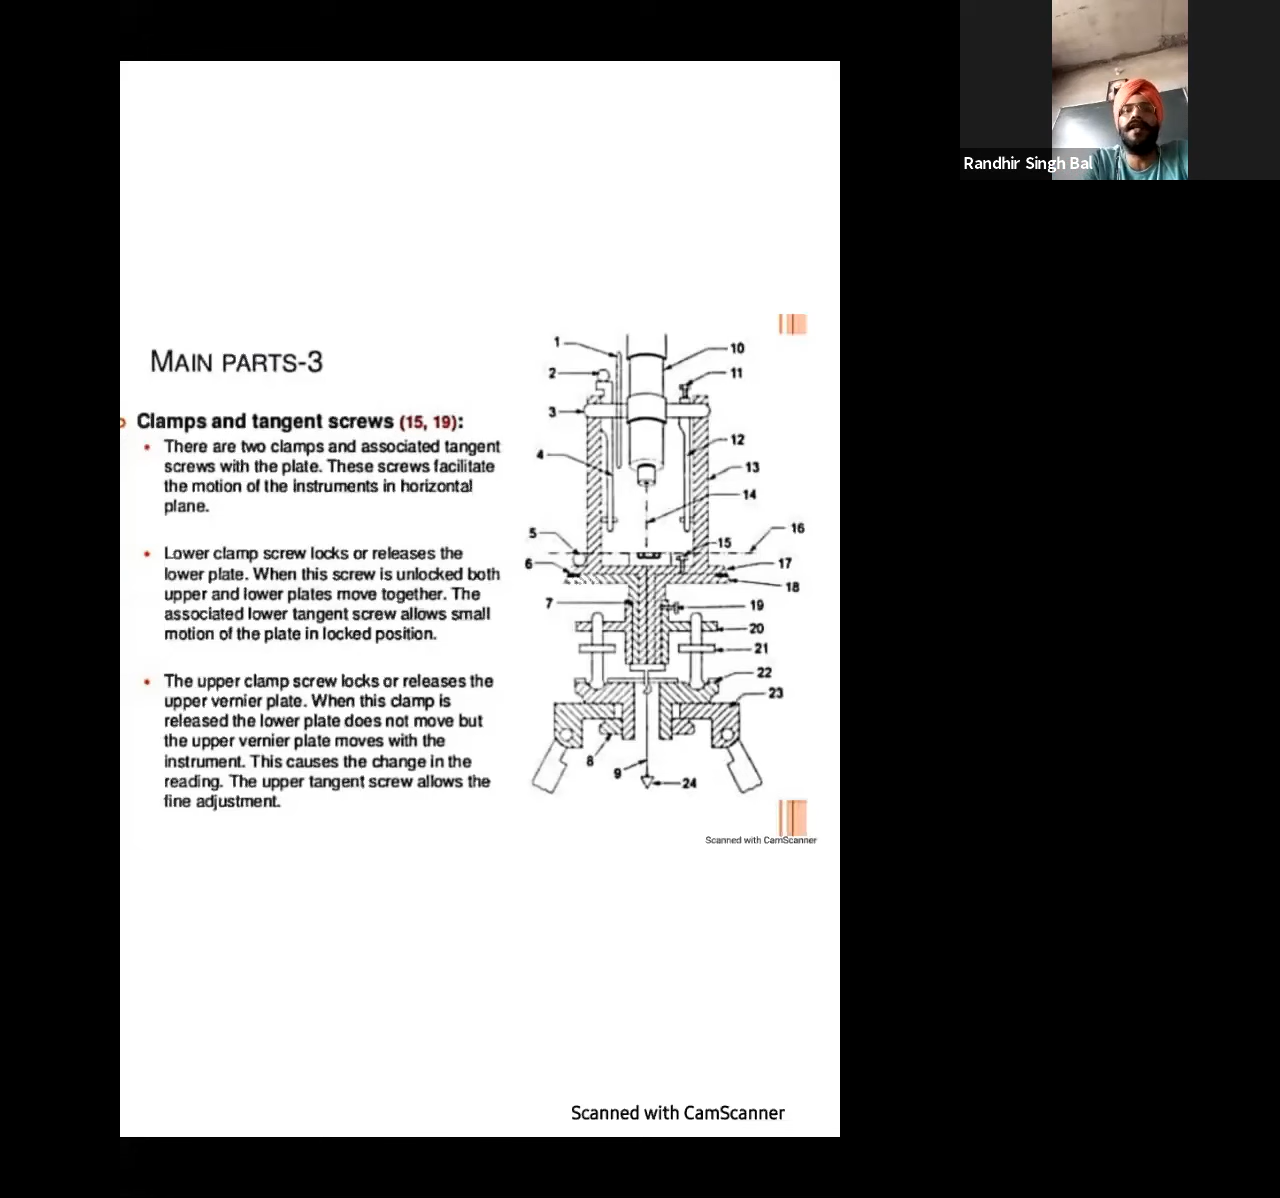 Randhir Singh Bal
MAIN PARTS-3
Clamps and tangent screws (15, 19):
• There are two clamps and associated tangent
screws with the plate. These screws facilitate
the motion of the instruments in horizontal
plane.
• Lower clamp screw locks or releases the
lower plate. When this screw is unlocked both
upper and lower plates move together. The
associated lower tangent screw allows small
motion of the plate in locked position.
• The upper clamp screw locks or releases the
upper vernier plate. When this clamp is
released the lower plate does not move but
the upper vernier plate moves with the
instrument. This causes the change in the
reading. The upper tangent screw allows the
fine adjustment.
1
2
3
4
5
6
7
8
9
10
11
12
13
14
15
16
17
18
19
20
21
22
23
24
Scanned with CamScanner
Scanned with CamScanner